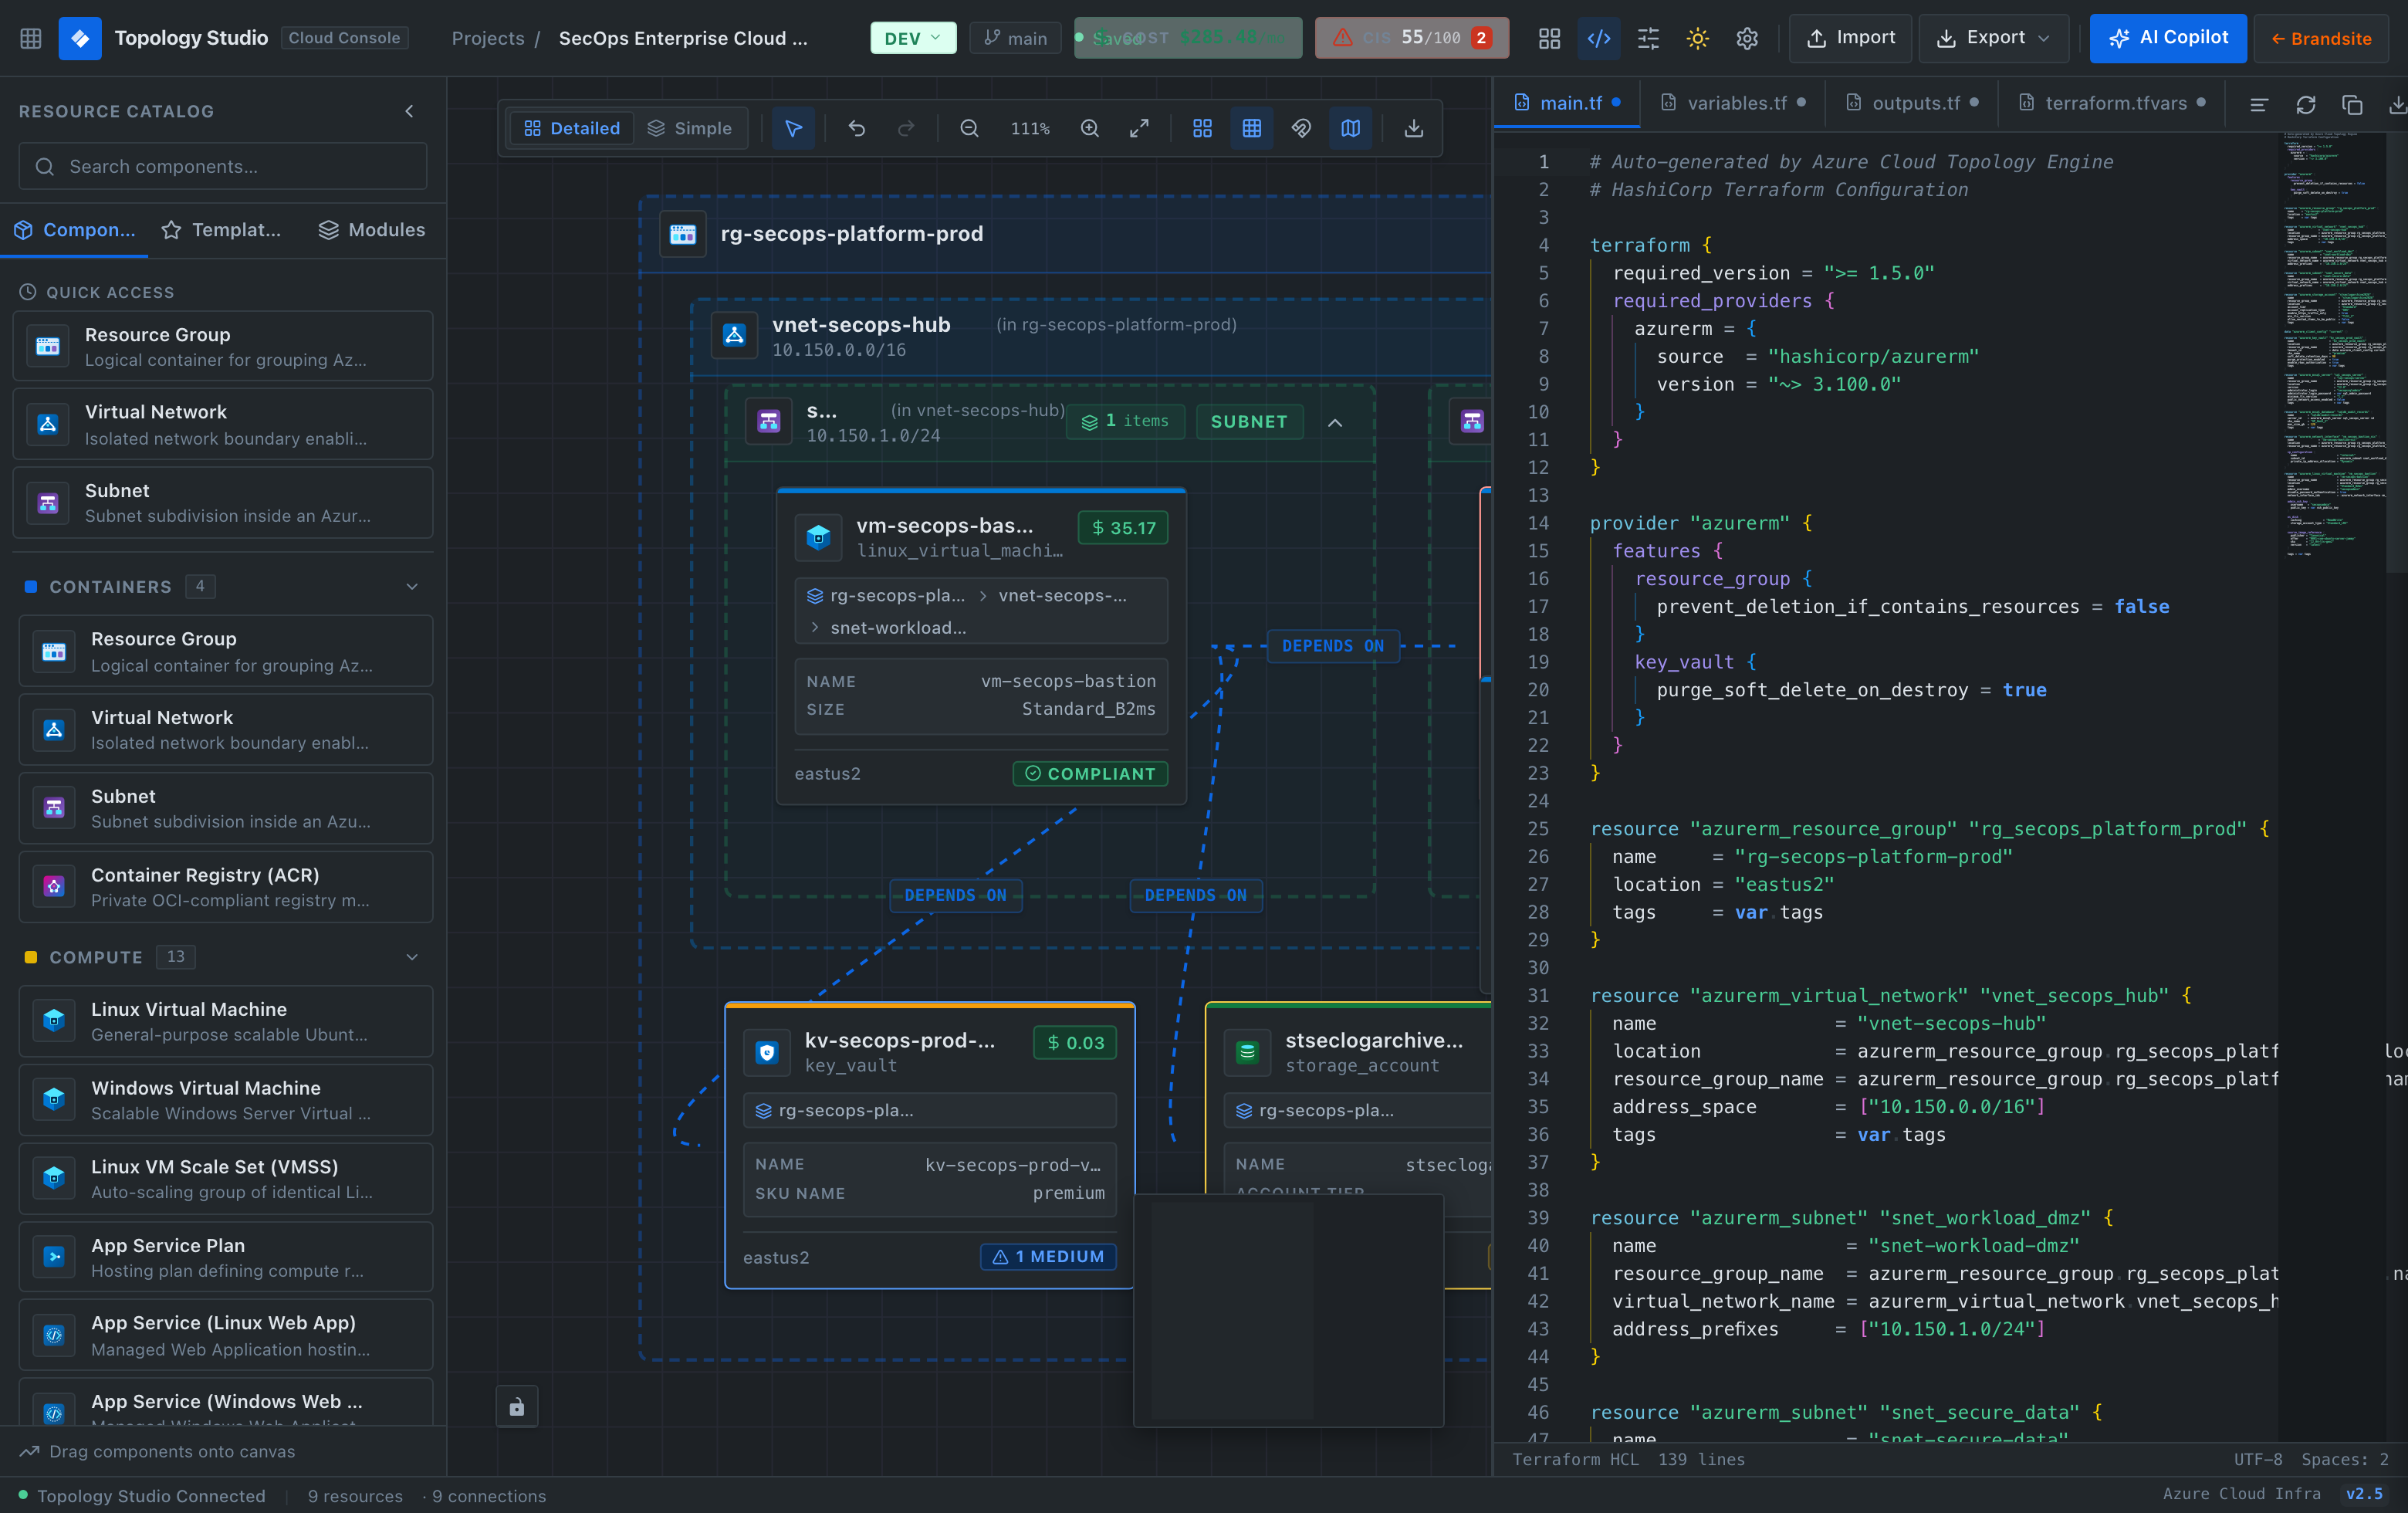 Topology Studio
Cloud Console
Projects / SecOps Enterprise Cloud ...
DEV
main
Saved
COST $285.48
CIS 55/100 2
Import
Export
AI Copilot
← Brandsite
RESOURCE CATALOG
Search components...
Compon...
Templat...
Modules
QUICK ACCESS
Resource Group
Logical container for grouping Az...
Virtual Network
Isolated network boundary enabli...
Subnet
Subnet subdivision inside an Azur...
CONTAINERS 4
Resource Group
Logical container for grouping Az...
Virtual Network
Isolated network boundary enabl...
Subnet
Subnet subdivision inside an Azu...
Container Registry (ACR)
Private OCI-compliant registry m...
COMPUTE 13
Linux Virtual Machine
General-purpose scalable Ubunt...
Windows Virtual Machine
Scalable Windows Server Virtual ...
Linux VM Scale Set (VMSS)
Auto-scaling group of identical Li...
App Service Plan
Hosting plan defining compute r...
App Service (Linux Web App)
Managed Web Application hostin...
App Service (Windows Web ...
Managed Windows Web Applicat...
Drag components onto canvas
Detailed
Simple
111%
rg-secops-platform-prod
vnet-secops-hub
(in rg-secops-platform-prod)
10.150.0.0/16
s...
(in vnet-secops-hub)
10.150.1.0/24
1 items
SUBNET
vm-secops-bas...
linux_virtual_machi...
$ 35.17
rg-secops-pla... > vnet-secops-...
> snet-workload...
NAME vm-secops-bastion
SIZE Standard_B2ms
eastus2
COMPLIANT
DEPENDS ON
DEPENDS ON
DEPENDS ON
kv-secops-prod-...
key_vault
$ 0.03
rg-secops-pla...
NAME kv-secops-prod-v…
SKU NAME premium
eastus2
1 MEDIUM
stseclogarchive...
storage_account
rg-secops-pla...
NAME stsecloga
ACCOUNT TIER
main.tf
variables.tf
outputs.tf
terraform.tfvars
1 # Auto-generated by Azure Cloud Topology Engine
2 # HashiCorp Terraform Configuration
3
4 terraform {
5 required_version = ">= 1.5.0"
6 required_providers {
7 azurerm = {
8 source  = "hashicorp/azurerm"
9 version = "~> 3.100.0"
10 }
11 }
12 }
13
14 provider "azurerm" {
15 features {
16 resource_group {
17 prevent_deletion_if_contains_resources = false
18 }
19 key_vault {
20 purge_soft_delete_on_destroy = true
21 }
22 }
23 }
24
25 resource "azurerm_resource_group" "rg_secops_platform_prod" {
26 name     = "rg-secops-platform-prod"
27 location = "eastus2"
28 tags     = var.tags
29 }
30
31 resource "azurerm_virtual_network" "vnet_secops_hub" {
32 name                = "vnet-secops-hub"
33 location            = azurerm_resource_group.rg_secops_platf
34 resource_group_name = azurerm_resource_group.rg_secops_platf
35 address_space       = ["10.150.0.0/16"]
36 tags                = var.tags
37 }
38
39 resource "azurerm_subnet" "snet_workload_dmz" {
40 name                 = "snet-workload-dmz"
41 resource_group_name  = azurerm_resource_group.rg_secops_plat
42 virtual_network_name = azurerm_virtual_network.vnet_secops_h
43 address_prefixes     = ["10.150.1.0/24"]
44 }
45
46 resource "azurerm_subnet" "snet_secure_data" {
47 name                 = "snet-secure-data"
Terraform HCL 139 lines
UTF-8 Spaces: 2
Topology Studio Connected
9 resources · 9 connections
Azure Cloud Infra v2.5